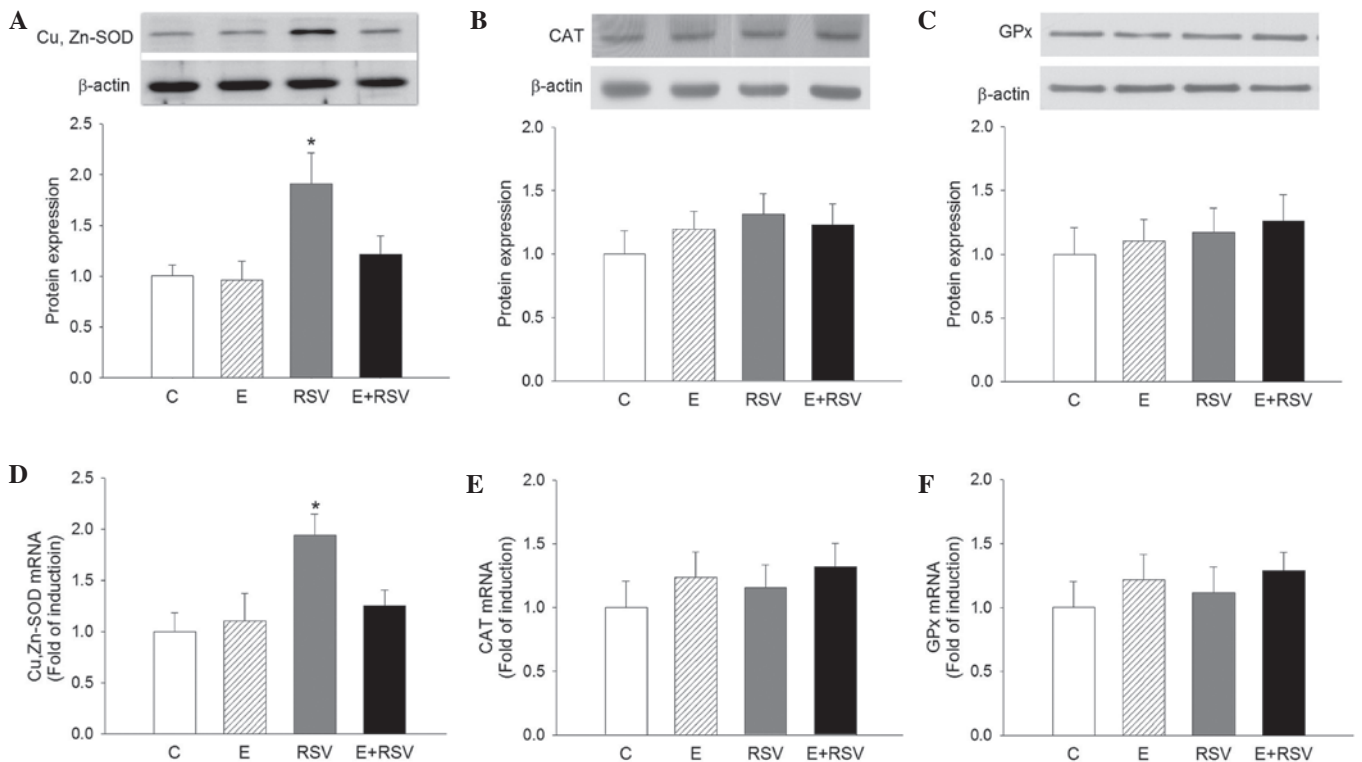 A
Cu, Zn-SOD
β-actin
2.5
2.0
1.5
1.0
0.5
0.0
Protein expression
*
C E RSV E+RSV
B
CAT
β-actin
2.0
1.5
1.0
0.5
0.0
Protein expression
C E RSV E+RSV
C
GPx
β-actin
2.0
1.5
1.0
0.5
0.0
Protein expression
C E RSV E+RSV
D
2.5
2.0
1.5
1.0
0.5
0.0
Cu,Zn-SOD mRNA
(Fold of inductioin)
*
C E RSV E+RSV
E
2.0
1.5
1.0
0.5
0.0
CAT mRNA
(Fold of induction)
C E RSV E+RSV
F
2.0
1.5
1.0
0.5
0.0
GPx mRNA
(Fold of induction)
C E RSV E+RSV